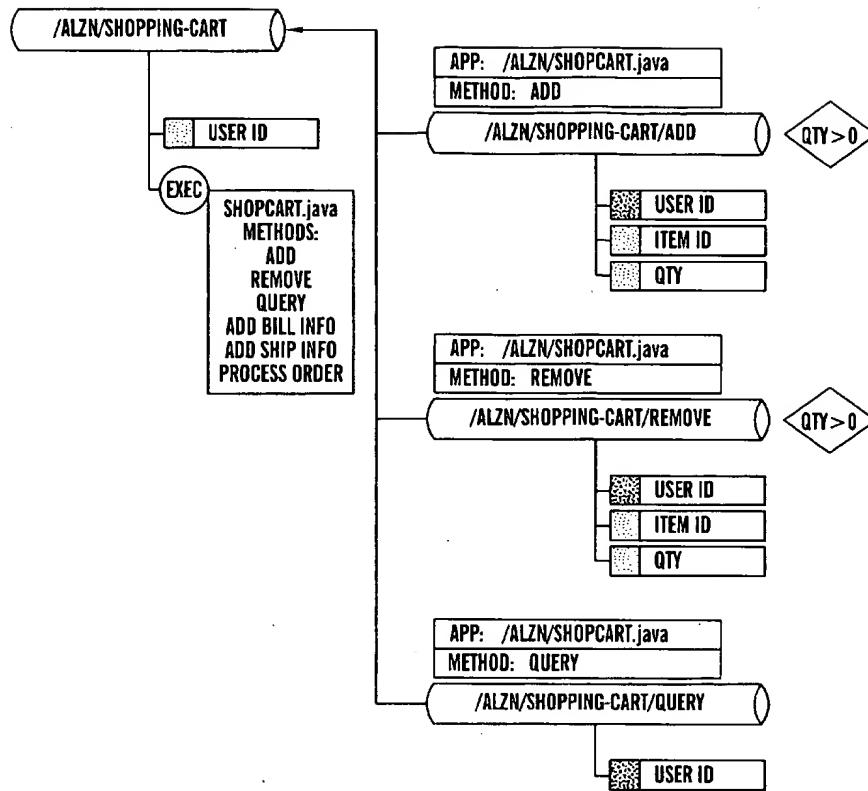 /ALZN/SHOPPING-CART
USER ID
EXEC
SHOPCART.java
METHODS:
ADD
REMOVE
QUERY
ADD BILL INFO
ADD SHIP INFO
PROCESS ORDER
APP: /ALZN/SHOPCART.java
METHOD: ADD
/ALZN/SHOPPING-CART/ADD
QTY>0
USER ID
ITEM ID
QTY
APP: /ALZN/SHOPCART.java
METHOD: REMOVE
/ALZN/SHOPPING-CART/REMOVE
QTY>0
USER ID
ITEM ID
QTY
APP: /ALZN/SHOPCART.java
METHOD: QUERY
/ALZN/SHOPPING-CART/QUERY
USER ID